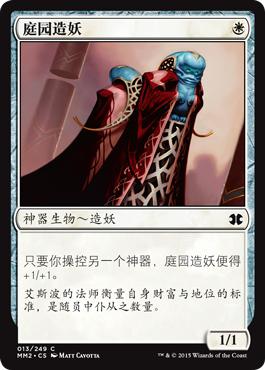 庭园造妖
神器生物～造妖
只要你操控另一个神器，庭园造妖便得
+1/+1。
艾斯波的法师衡量自身财富与地位的标
准，是随员中仆从之数量。
1/1
013/249 C
MM2 • CS MATT CAVOTTA
™ & © 2015 Wizards of the Coast